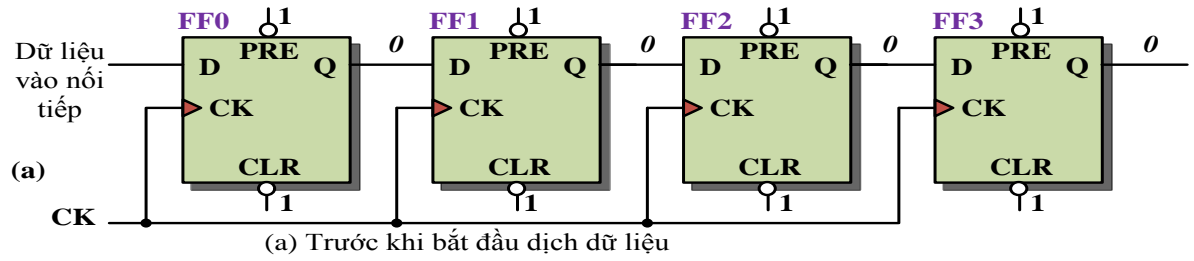 1 1 1 1
FF0 FF1 FF2 FF3
Dữ liệu vào nối tiếp
PRE 0 PRE 0 PRE 0 PRE 0
D Q D Q D Q D Q
CK CK CK CK
CLR CLR CLR CLR
(a)
1 1 1 1
CK
(a) Trước khi bắt đầu dịch dữ liệu